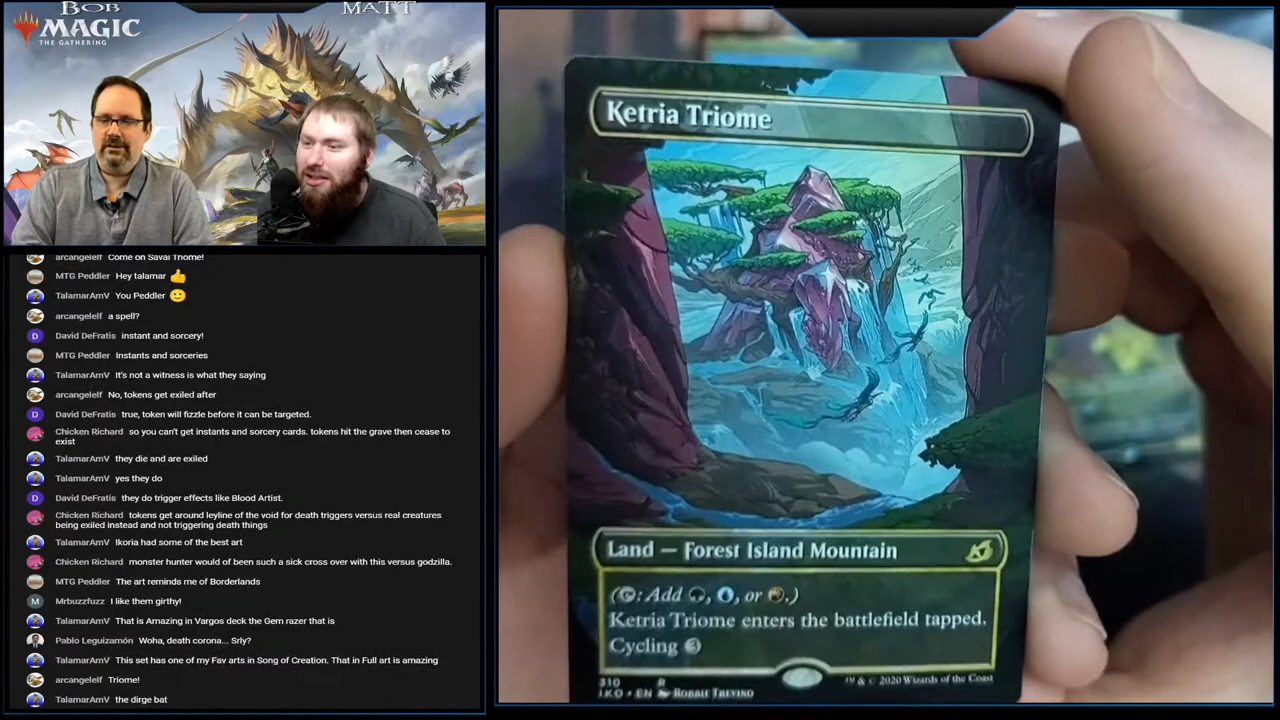 BOB
MATT
MAGIC
THE GATHERING
arcangelelf Come on Savai Triome!
MTG Peddler Hey talamar 👍
TalamarAmV You Peddler 🙂
arcangelelf a spell?
D David DeFratis instant and sorcery!
MTG Peddler Instants and sorceries
TalamarAmV It's not a witness is what they saying
arcangelelf No, tokens get exiled after
D David DeFratis true, token will fizzle before it can be targeted.
Chicken Richard so you can't get instants and sorcery cards. tokens hit the grave then cease to
exist
TalamarAmV they die and are exiled
TalamarAmV yes they do
D David DeFratis they do trigger effects like Blood Artist.
Chicken Richard tokens get around leyline of the void for death triggers versus real creatures
being exiled instead and not triggering death things
TalamarAmV Ikoria had some of the best art
Chicken Richard monster hunter would of been such a sick cross over with this versus godzilla.
MTG Peddler The art reminds me of Borderlands
M Mrbuzzfuzz I like them girthy!
TalamarAmV That is Amazing in Vargos deck the Gem razer that is
Pablo Leguizamón Woha, death corona... Srly?
TalamarAmV This set has one of my Fav arts in Song of Creation. That in Full art is amazing
arcangelelf Triome!
TalamarAmV the dirge bat
Ketria Triome
Land — Forest Island Mountain
(: Add , , or .)
Ketria Triome enters the battlefield tapped.
Cycling 3
310 R
IKO • EN ROBBIE TREVINO
™ & © 2020 Wizards of the Coast